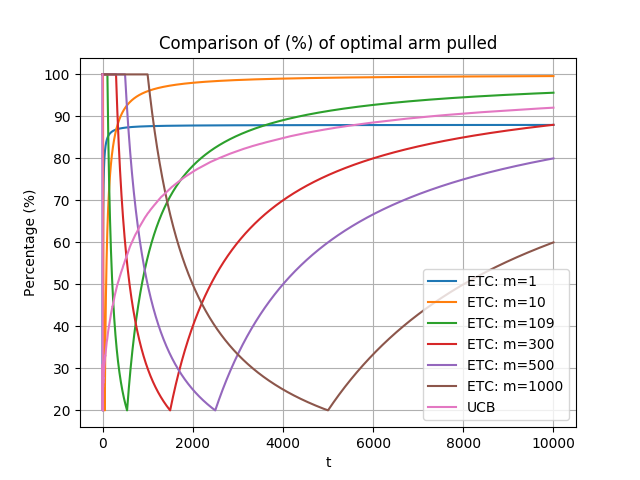 Comparison of (%) of optimal arm pulled
Percentage (%)
100
90
80
70
60
50
40
30
20
0
2000
4000
6000
8000
10000
t
ETC: m=1
ETC: m=10
ETC: m=109
ETC: m=300
ETC: m=500
ETC: m=1000
UCB